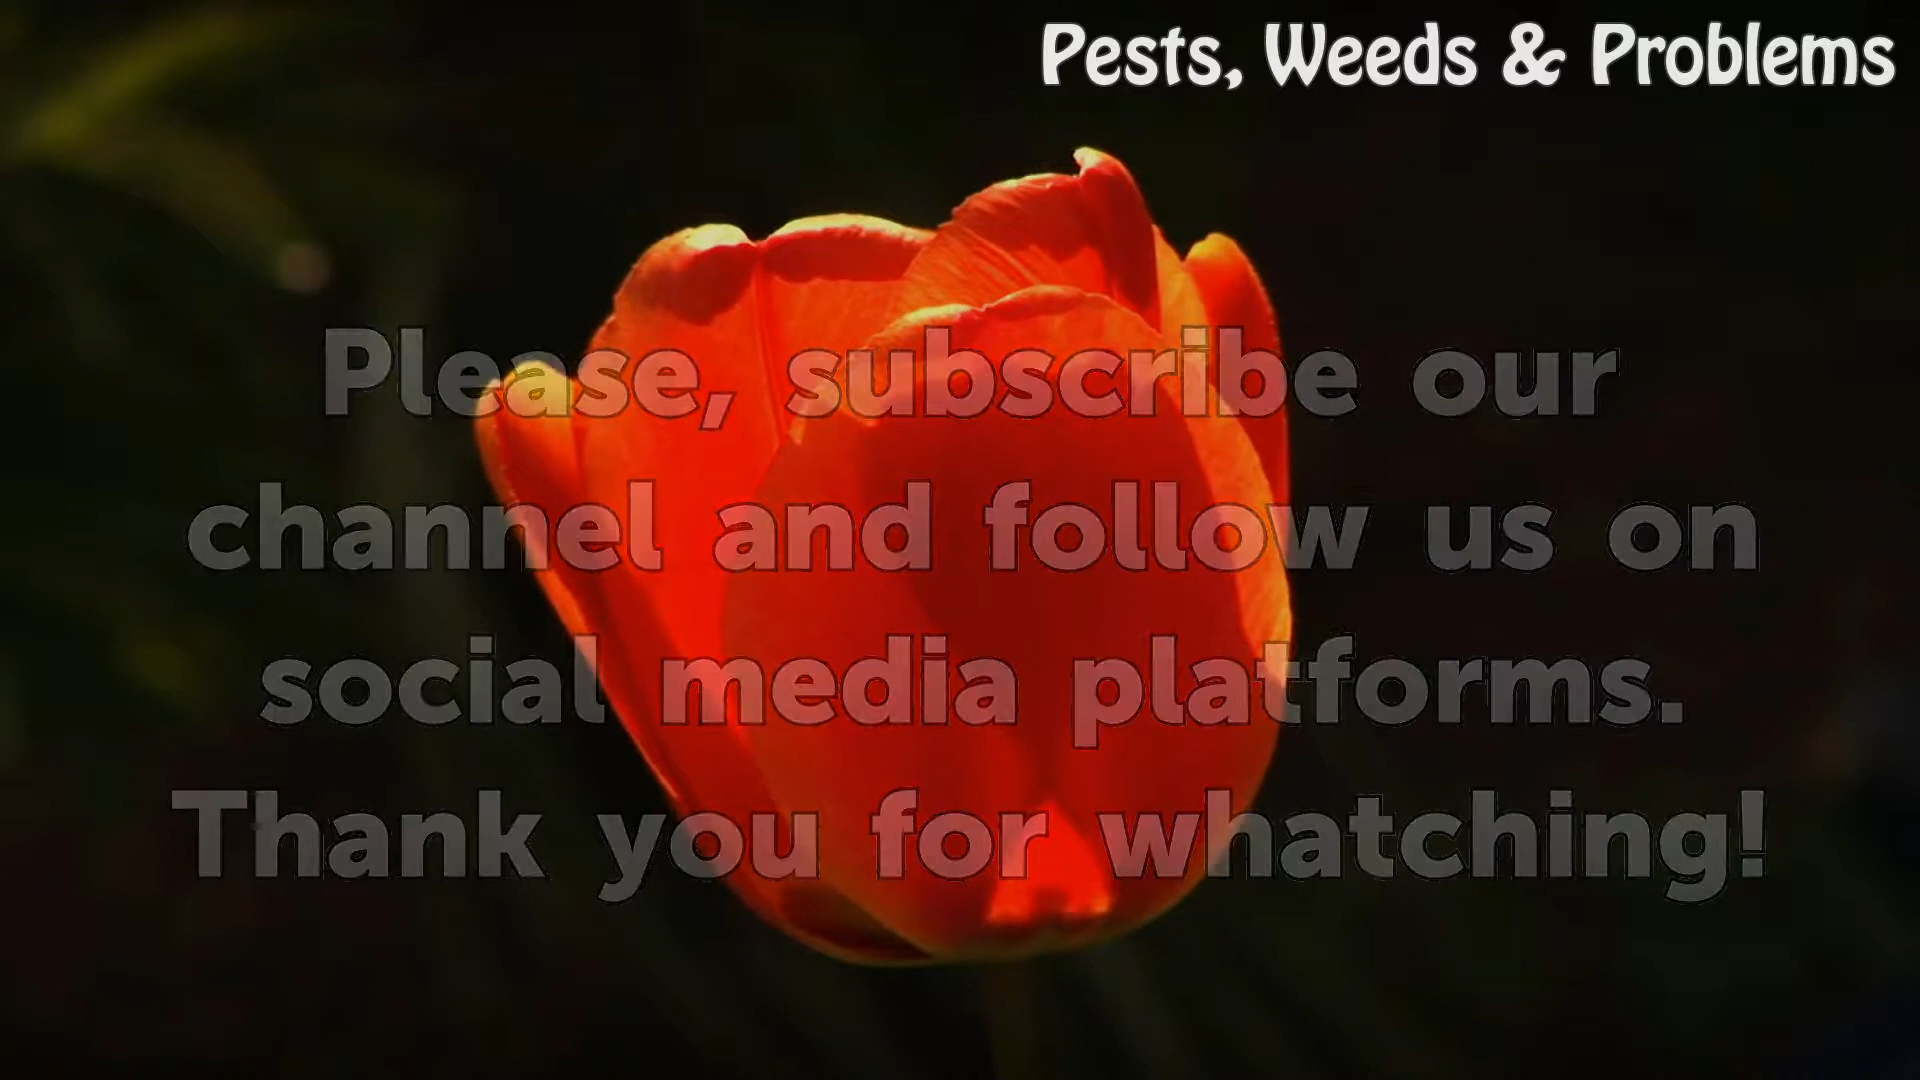 Pests, Weeds & Problems
Please, subscribe our
channel and follow us on
social media platforms.
Thank you for whatching!